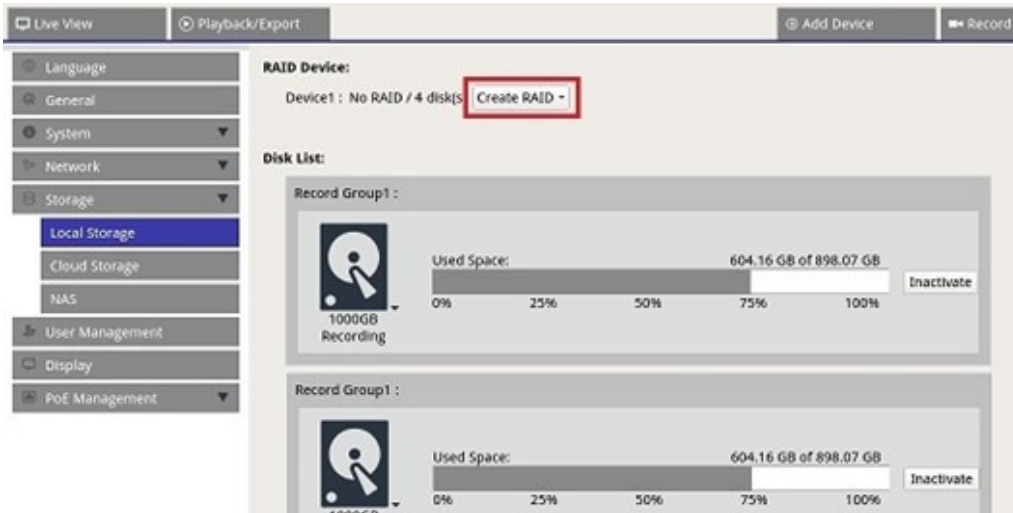 Live View
Playback/Export
Add Device
Record
Language
General
System
Network
Storage
Local Storage
Cloud Storage
NAS
User Management
Display
PoE Management
RAID Device:
Device1 : No RAID / 4 disk(s Create RAID
Disk List:
Record Group1 :
Used Space: 604.16 GB of 898.07 GB
Inactivate
0% 25% 50% 75% 100%
1000GB
Recording
Record Group1 :
Used Space: 604.16 GB of 898.07 GB
Inactivate
0% 25% 50% 75% 100%